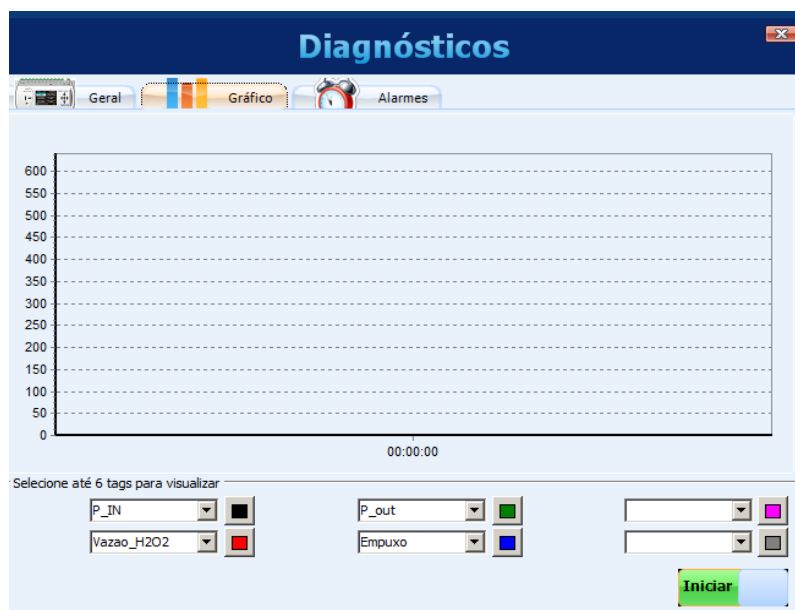 Diagnósticos
Geral Gráfico Alarmes
600
550
500
450
400
350
300
250
200
150
100
50
0
00:00:00
Selecione até 6 tags para visualizar
P_IN P_out
Vazao_H2O2 Empuxo
Iniciar